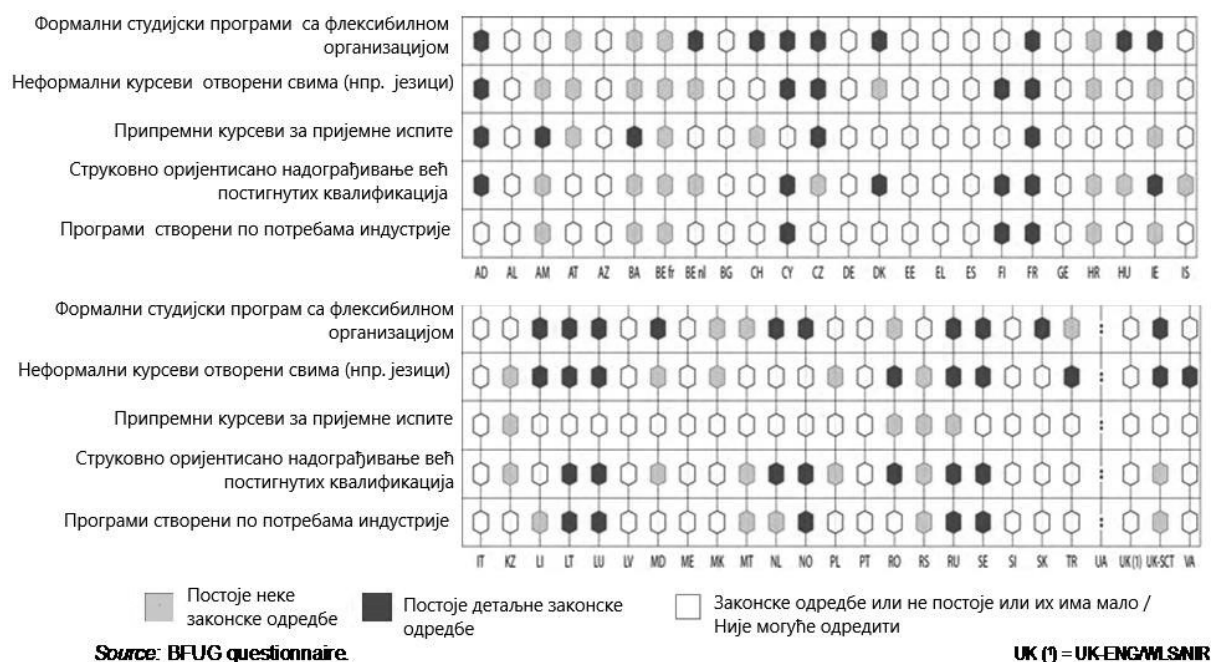 Формални студијски програми са флексибилном
организацијом
Неформални курсеви отворени свима (нпр. језици)
Припремни курсеви за пријемне испите
Струковно оријентисано надограђивање већ
постигнутих квалификација
Програми створени по потребама индустрије
AD AL AM AT AZ BA BE fr BE nl BG CH CY CZ DE DK EE EL ES FI FR GE HR HU IE IS
Формални студијски програм са флексибилном
организацијом
Неформални курсеви отворени свима (нпр. језици)
Припремни курсеви за пријемне испите
Струковно оријентисано надограђивање већ
постигнутих квалификација
Програми створени по потребама индустрије
IT KZ LI LT LU LV MD ME MK MT NL NO PL PT RO RS RU SE SI SK TR UA UK (1) UK-SCT VA
Постоје неке
законске одредбе
Постоје детаљне законске
одредбе
Законске одредбе или не постоје или их има мало /
Није могуће одредити
Source: BFUG questionnaire.
UK (1) = UK-ENG/WLS/NIR